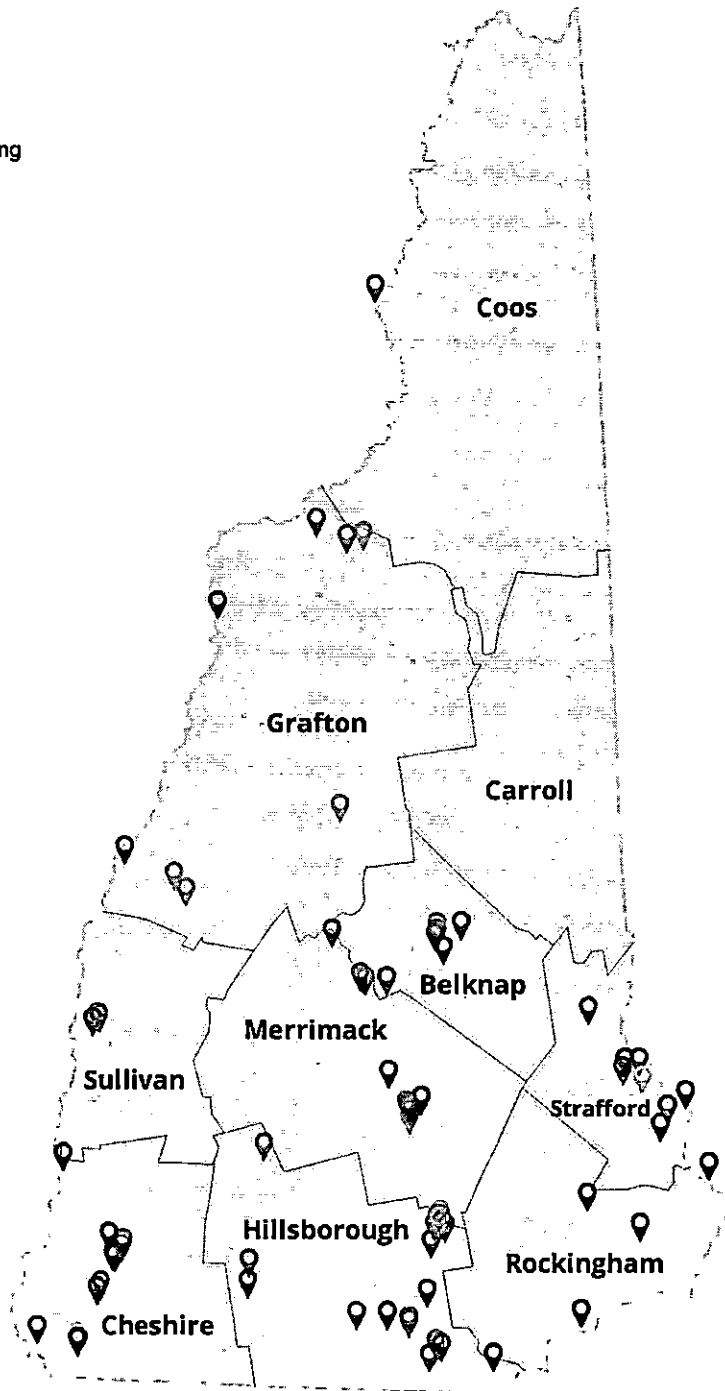 ng
Coos
Grafton
Carroll
Belknap
Merrimack
Sullivan
Strafford
Hillsborough
Rockingham
Cheshire